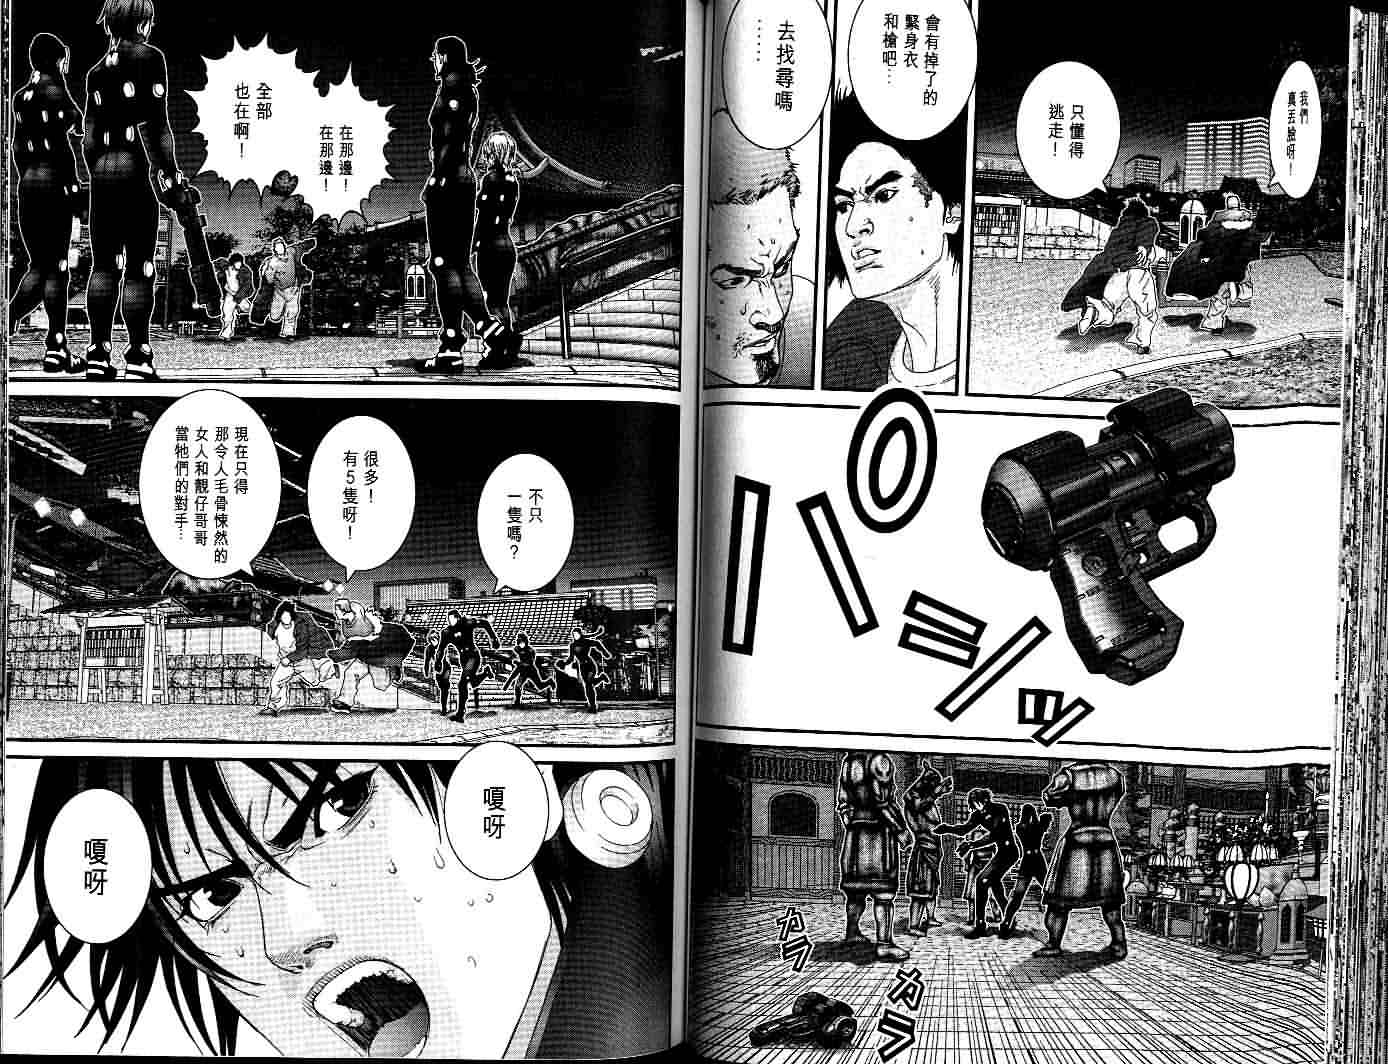 我們
真丟臉呀！
只懂得
逃走！
會有掉了的
緊身衣
和槍吧…
去找尋嗎
……
パシッ
カラ
カラ
在那邊！
在那邊！
全部
也在啊！
不只
一隻嗎？
很多！
有5隻呀！
現在只得
那令人毛骨悚然的
女人和靚仔哥哥
當牠們的對手…
嗄呀
嗄呀